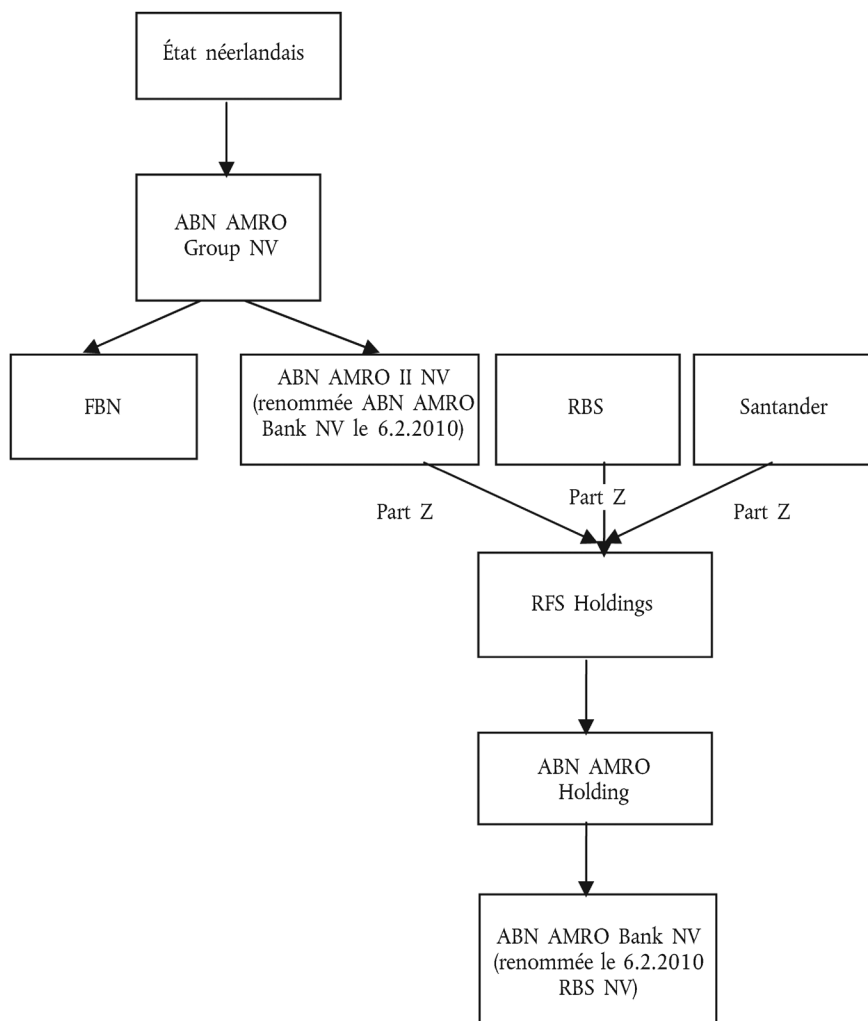 État néerlandais
ABN AMRO
Group NV
FBN
ABN AMRO II NV
(renommée ABN AMRO
Bank NV le 6.2.2010)
RBS
Santander
Part Z
Part Z
Part Z
RFS Holdings
ABN AMRO
Holding
ABN AMRO Bank NV
(renommée le 6.2.2010
RBS NV)